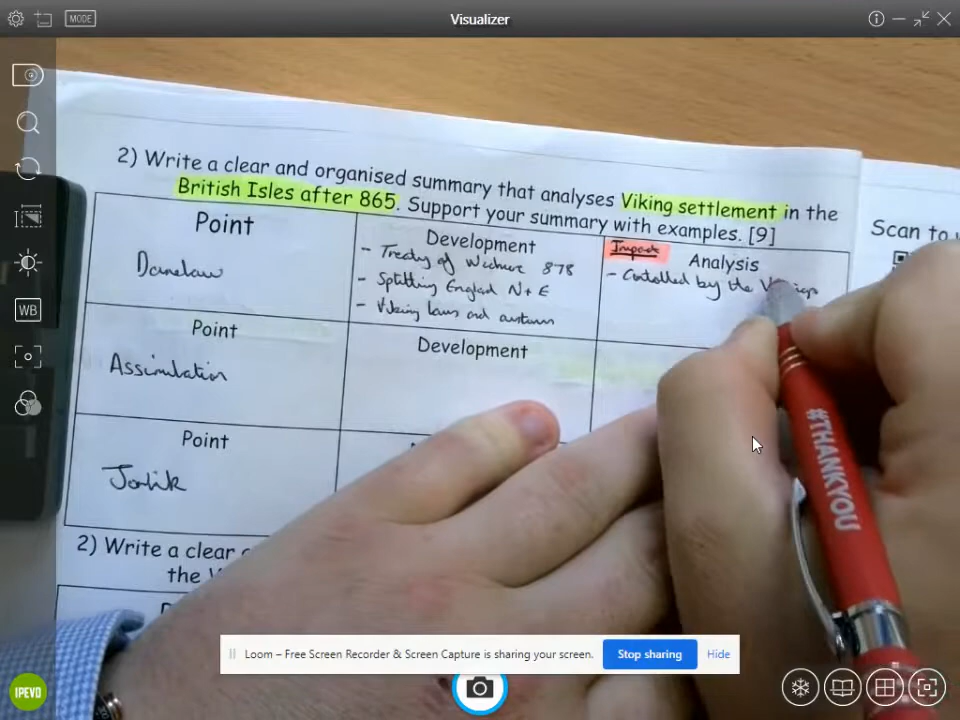 MODE
Visualizer
WB
2) Write a clear and organised summary that analyses Viking settlement in the
British Isles after 865. Support your summary with examples. [9]
Scan to
Point
Development
Impact
Analysis
Danelaw
- Treaty of Wedmore 878
- Splitting England N + E
- Viking laws and customs
- Controlled by the Vikings
Point
Development
Assimilation
Point
Jorvik
2) Write a clear
the
#THANKYOU
Loom – Free Screen Recorder & Screen Capture is sharing your screen.
Stop sharing
Hide
IPEVO